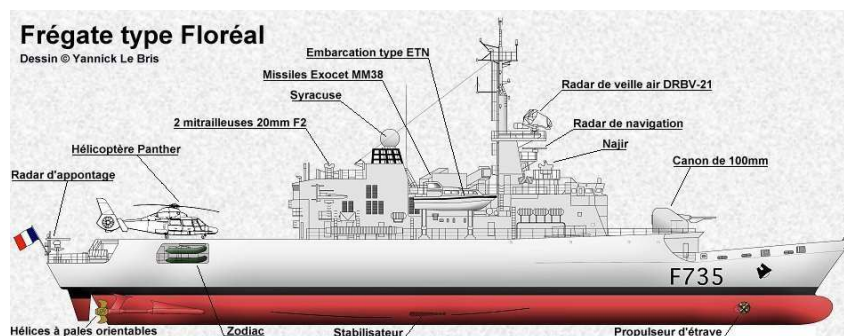 Frégate type Floréal
Dessin © Yannick Le Bris
Embarcation type ETN
Missiles Exocet MM38
Syracuse
Radar de veille air DRBV-21
2 mitrailleuses 20mm F2
Radar de navigation
Najir
Hélicoptère Panther
Canon de 100mm
Radar d'appontage
F735
Hélices à pales orientables
Zodiac
Stabilisateur
Propulseur d'étrave